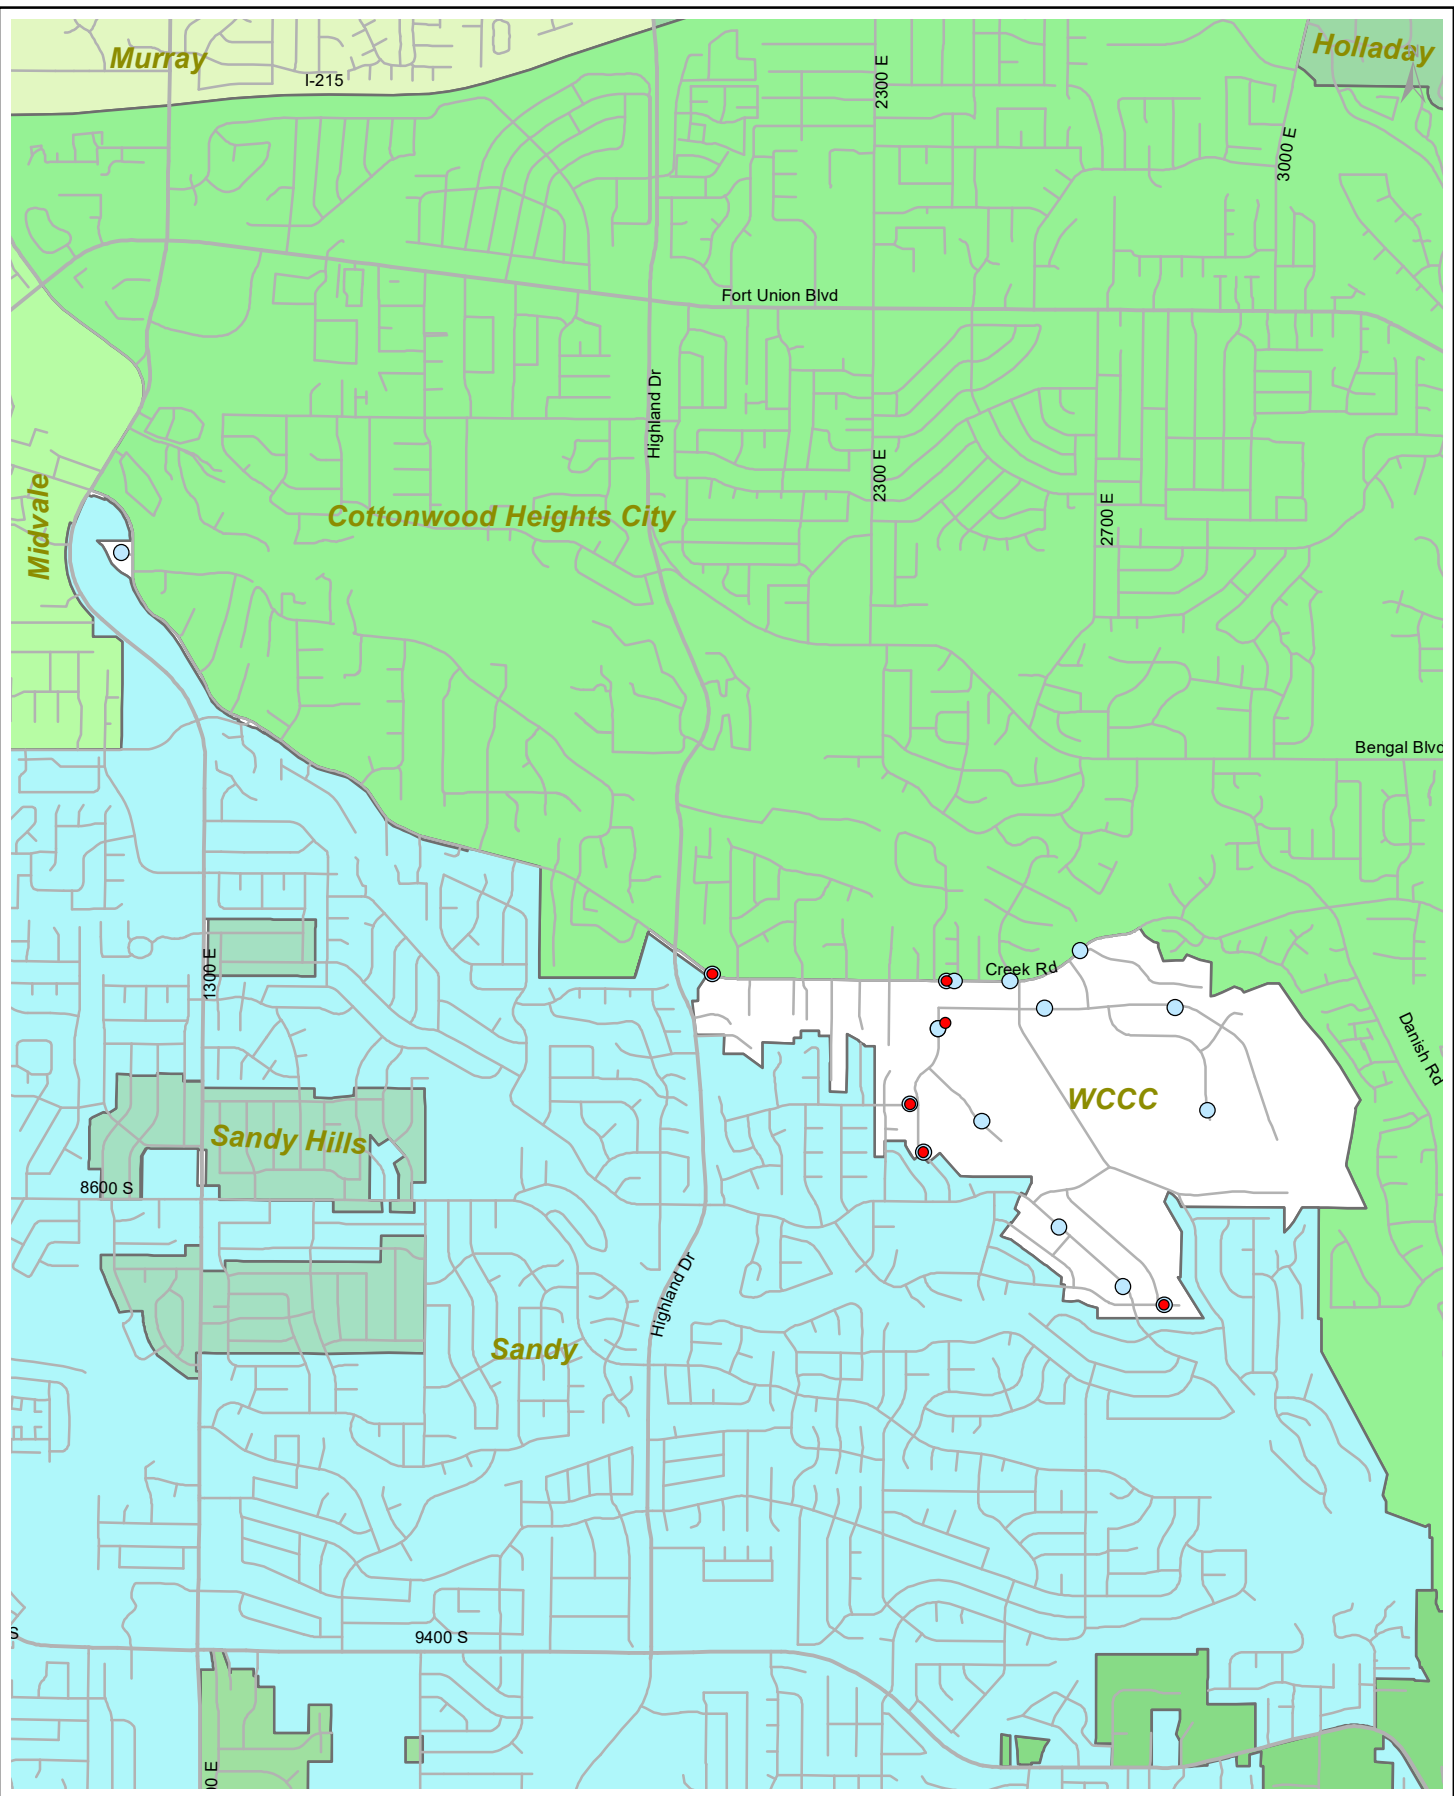 Murray
Holladay
I-215
2300 E
3000 E
Fort Union Blvd
Highland Dr
2300 E
2700 E
Midvale
Cottonwood Heights City
Bengal Blvd
1300 E
Creek Rd
Danish Rd
WCCC
Sandy Hills
8600 S
Highland Dr
Sandy
S
9400 S
0 E